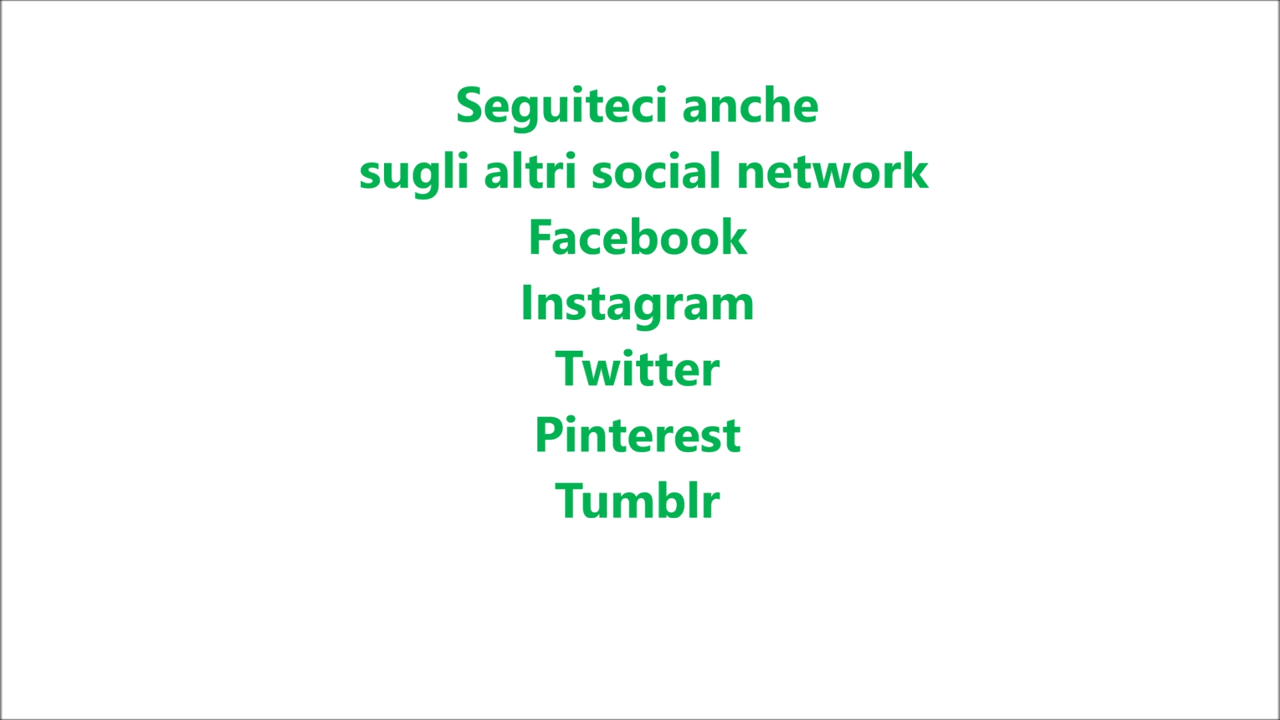 Seguiteci anche
sugli altri social network
Facebook
Instagram
Twitter
Pinterest
Tumblr